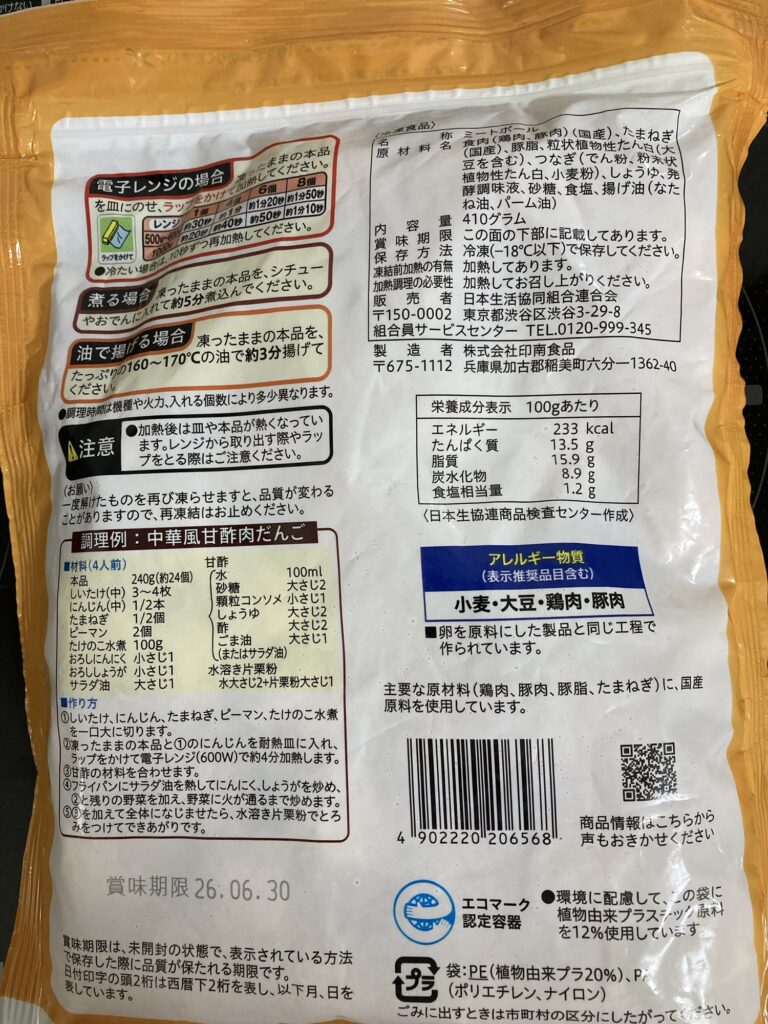 電子レンジの場合 凍ったままの本品
を皿にのせ、ラップをかけて加熱してください。
レンジ 1個 4個 6個 8個
500W・600W 約30秒 約1分 約1分20秒 約1分50秒
1000W 約20秒 約40秒 約50秒 約1分10秒
ラップをかけて
●冷たい場合は、10秒ずつ再加熱してください。
煮る場合 凍ったままの本品を、シチュー
やおでんに入れて約5分煮込んでください。
油で揚げる場合 凍ったままの本品を、
たっぷりの160〜170℃の油で約3分揚げて
ください。
●調理時間は機種や火力、入れる個数により多少異なります。
注意 ●加熱後は皿や本品が熱くなってい
ます。レンジから取り出す際やラッ
プをとる際はご注意ください。
〈お願い〉
一度解けたものを再び凍らせますと、品質が変わる
ことがありますので、再凍結はお止めください。
調理例：中華風甘酢肉だんご
■材料(4人前)
本品 240g(約24個)
しいたけ(中) 3〜4枚
にんじん(中) 1/2本
たまねぎ 1/2個
ピーマン 2個
たけのこ水煮 100g
おろしにんにく 小さじ1
おろししょうが 小さじ1
サラダ油 大さじ1
甘酢
水 100ml
砂糖 大さじ2
顆粒コンソメ 小さじ1
しょうゆ 大さじ2
酢 大さじ2
ごま油 大さじ1
(またはサラダ油)
水溶き片栗粉
水大さじ2+片栗粉大さじ1
■作り方
①しいたけ、にんじん、たまねぎ、ピーマン、たけのこ水煮
を一口大に切ります。
②凍ったままの本品と①のにんじんを耐熱皿に入れ、
ラップをかけて電子レンジ(600W)で約4分加熱します。
③甘酢の材料を合わせます。
④フライパンにサラダ油を熱してにんにく、しょうがを炒め、
②と残りの野菜を加え、野菜に火が通るまで炒めます。
⑤③を加えて全体になじませたら、水溶き片栗粉でとろ
みをつけてできあがりです。
賞味期限 26.06.30
賞味期限は、未開封の状態で、表示されている方法
で保存した際に品質が保たれる期限です。
日付印字の頭2桁は西暦下2桁を表し、以下月、日を
表しています。
〈冷凍食品〉
名称 ミートボール
原材料名 食肉(鶏肉、豚肉)(国産)、たまねぎ
(国産)、豚脂、粒状植物性たん白(大
豆を含む)、つなぎ(でん粉、粉末状
植物性たん白、小麦粉)、しょうゆ、発
酵調味液、砂糖、食塩、揚げ油(なた
ね油、パーム油)
内容量 410グラム
賞味期限 この面の下部に記載してあります。
保存方法 冷凍(−18℃以下)で保存してください。
凍結前加熱の有無 加熱してあります。
加熱調理の必要性 加熱してお召し上がりください。
販売者 日本生活協同組合連合会
〒150-0002 東京都渋谷区渋谷3-29-8
組合員サービスセンター TEL.0120-999-345
製造者 株式会社印南食品
〒675-1112 兵庫県加古郡稲美町六分一1362-40
栄養成分表示 100gあたり
エネルギー 233 kcal
たんぱく質 13.5 g
脂質 15.9 g
炭水化物 8.9 g
食塩相当量 1.2 g
〈日本生協連商品検査センター作成〉
アレルギー物質
(表示推奨品目含む)
小麦・大豆・鶏肉・豚肉
■卵を原料にした製品と同じ工程で
作られています。
主要な原材料(鶏肉、豚肉、豚脂、たまねぎ)に、国産
原料を使用しています。
4 902220 206568
商品情報はこちらから
声もおきかせください
エコマーク
認定容器
●環境に配慮して、この袋に
植物由来プラスチック原料
を12%使用しています。
プラ
袋:PE(植物由来プラ20%)、PA
(ポリエチレン、ナイロン)
ごみに出すときは市町村の区分にしたがってください。